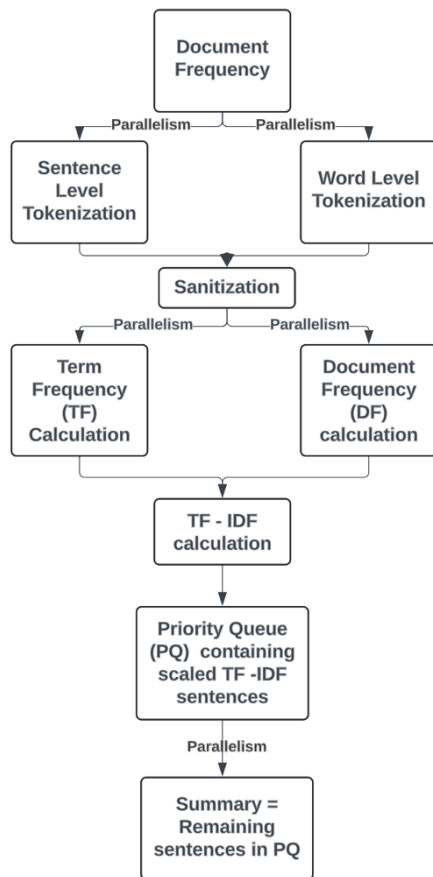 Document
Frequency
Parallelism
Parallelism
Sentence
Level
Tokenization
Word Level
Tokenization
Sanitization
Parallelism
Parallelism
Term
Frequency
(TF)
Calculation
Document
Frequency
(DF)
calculation
TF - IDF
calculation
Priority Queue
(PQ) containing
scaled TF -IDF
sentences
Parallelism
Summary =
Remaining
sentences in PQ